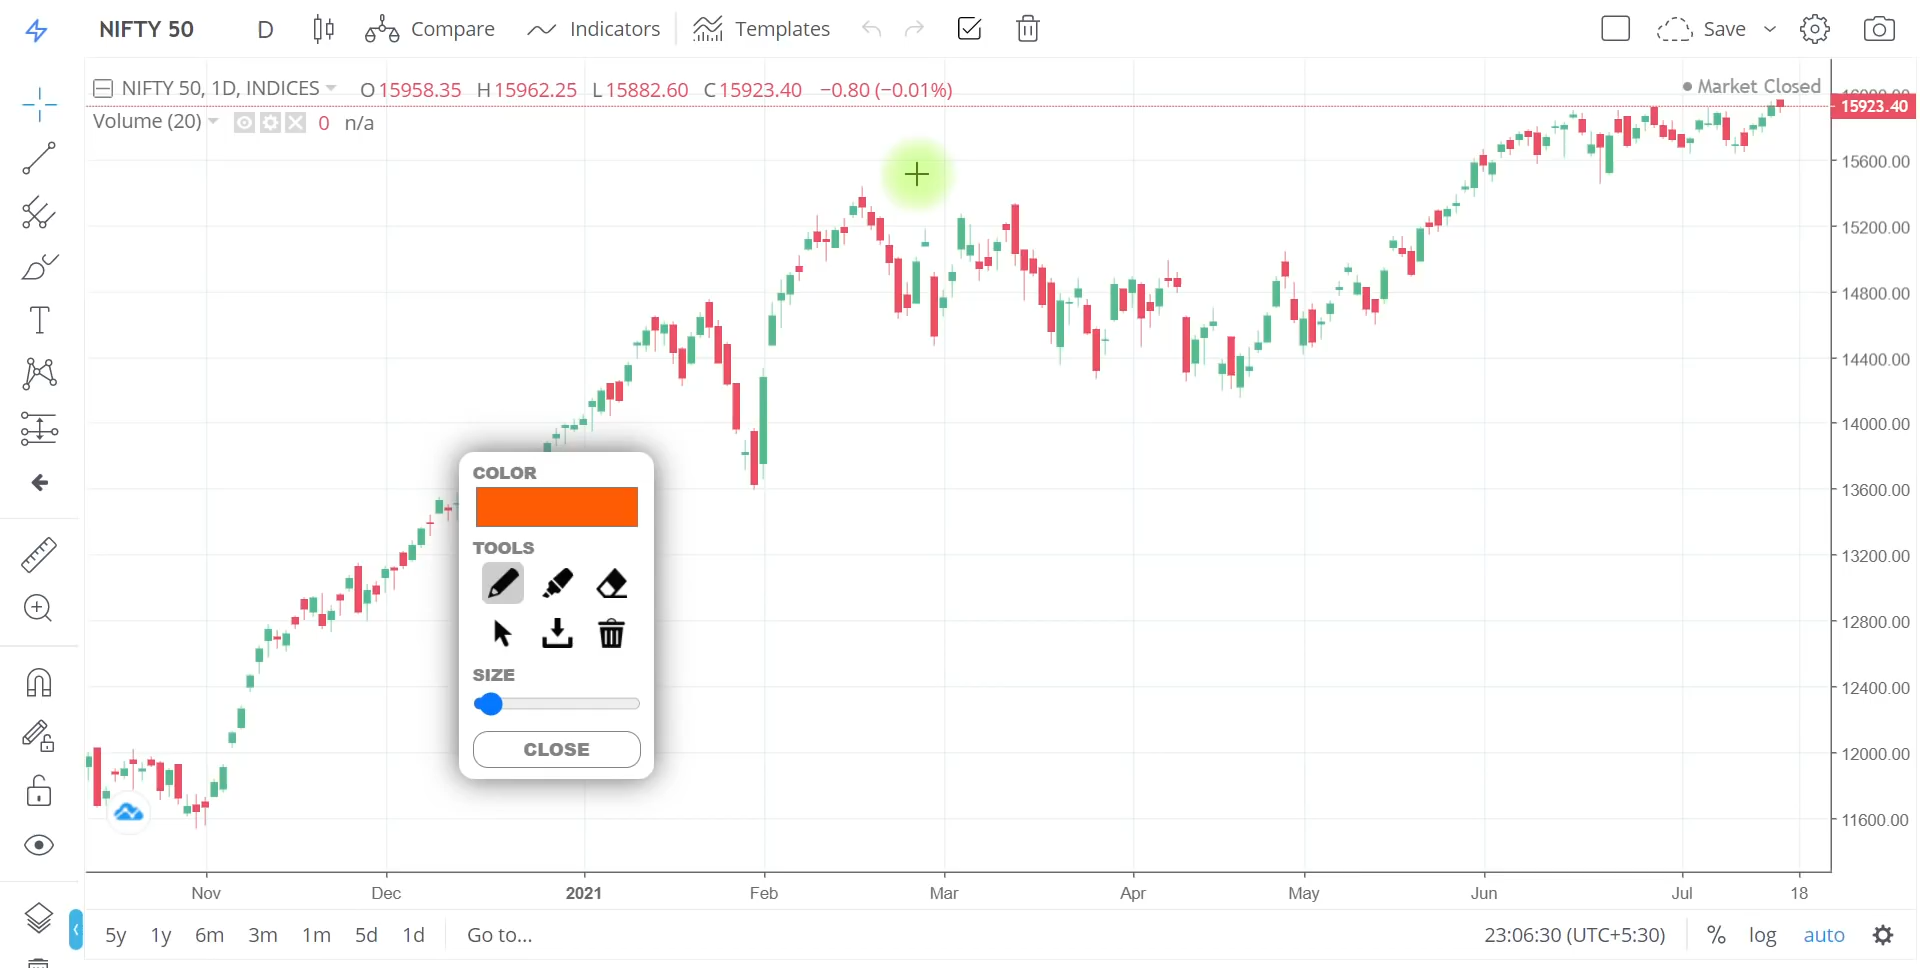 NIFTY 50 D Compare Indicators Templates Save
NIFTY 50, 1D, INDICES O15958.35 H15962.25 L15882.60 C15923.40 −0.80 (−0.01%)
Market Closed
15923.40
Volume (20) 0 n/a
15600.00
15200.00
14800.00
14400.00
14000.00
13600.00
13200.00
12800.00
12400.00
12000.00
11600.00
COLOR
TOOLS
SIZE
CLOSE
Nov Dec 2021 Feb Mar Apr May Jun Jul 18
5y 1y 6m 3m 1m 5d 1d Go to... 23:06:30 (UTC+5:30) % log auto